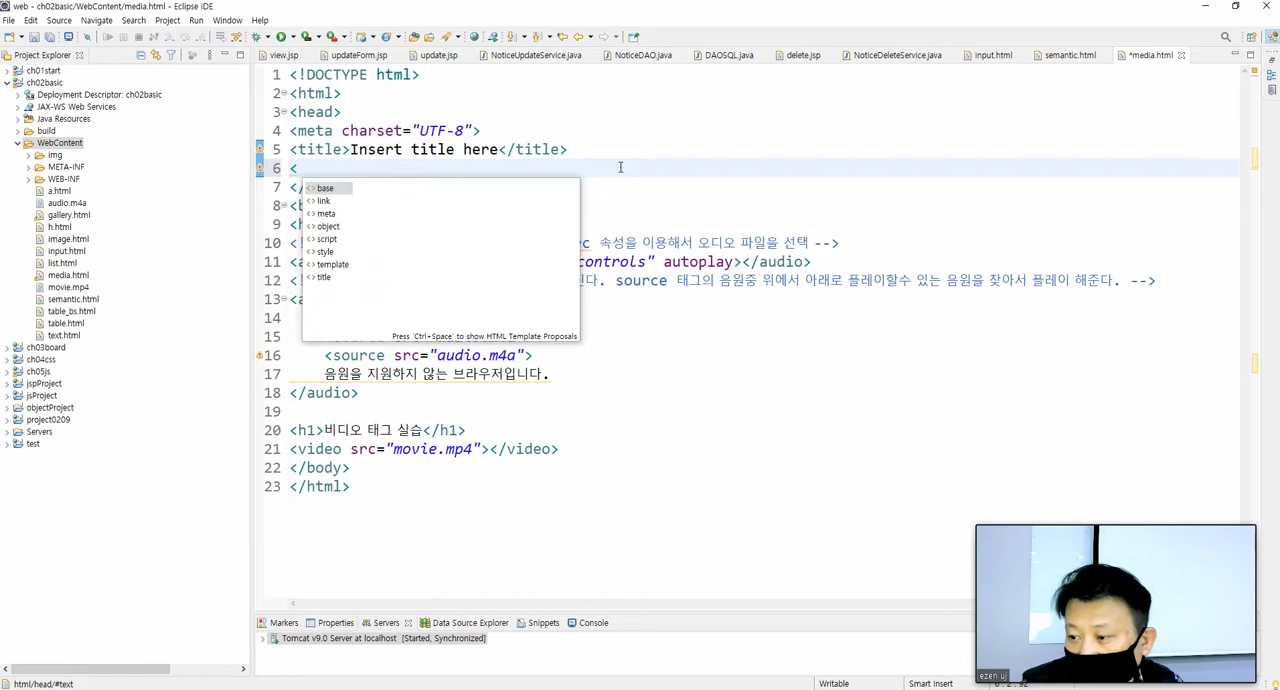 web - ch02basic/WebContent/media.html - Eclipse IDE
File Edit Source Navigate Search Project Run Window Help
Project Explorer
view.jsp updateForm.jsp update.jsp NoticeUpdateService.java NoticeDAO.java DAOSQL.java delete.jsp NoticeDeleteService.java input.html semantic.html *media.html
ch01start
ch02basic
Deployment Descriptor: ch02basic
JAX-WS Web Services
Java Resources
build
WebContent
img
META-INF
WEB-INF
a.html
audio.m4a
gallery.html
h.html
image.html
input.html
list.html
media.html
movie.mp4
semantic.html
table_bs.html
table.html
text.html
ch03board
ch04css
ch05js
jspProject
jsProject
objectProject
project0209
Servers
test
1 <!DOCTYPE html>
2 <html>
3 <head>
4 <meta charset="UTF-8">
5 <title>Insert title here</title>
6 <
7 </
8 <b
9 <h
10 <! 속성을 이용해서 오디오 파일을 선택 -->
11 <a controls" autoplay></audio>
12 <! source 태그의 음원중 위에서 아래로 플레이할수 있는 음원을 찾아서 플레이 해준다. -->
13 <a
14
15
16 <source src="audio.m4a">
17 음원을 지원하지 않는 브라우저입니다.
18 </audio>
19
20 <h1>비디오 태그 실습</h1>
21 <video src="movie.mp4"></video>
22 </body>
23 </html>
base
link
meta
object
script
style
template
title
Press 'Ctrl+Space' to show HTML Template Proposals
Markers Properties Servers Data Source Explorer Snippets Console
Tomcat v9.0 Server at localhost [Started, Synchronized]
html/head/#text Writable Smart Insert
ezen uj